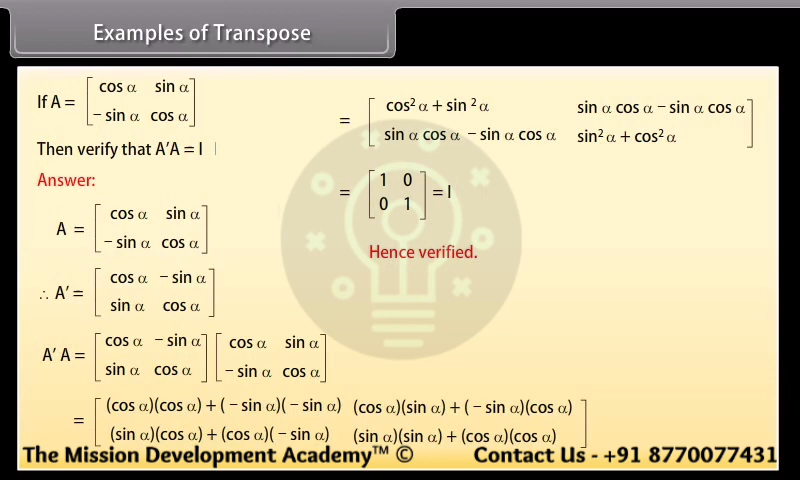 Examples of Transpose
If A = [ cos α sin α
− sin α cos α ]
Then verify that A′A = I
Answer:
A = [ cos α sin α
− sin α cos α ]
∴ A′ = [ cos α − sin α
sin α cos α ]
A′ A = [ cos α − sin α
sin α cos α ] [ cos α sin α
− sin α cos α ]
= [ (cos α)(cos α) + ( − sin α)( − sin α) (cos α)(sin α) + ( − sin α)(cos α)
(sin α)(cos α) + (cos α)( − sin α) (sin α)(sin α) + (cos α)(cos α) ]
= [ cos² α + sin ² α sin α cos α − sin α cos α
sin α cos α − sin α cos α sin² α + cos² α ]
= [ 1 0
0 1 ] = I
Hence verified.
The Mission Development Academy™ © Contact Us - +91 8770077431